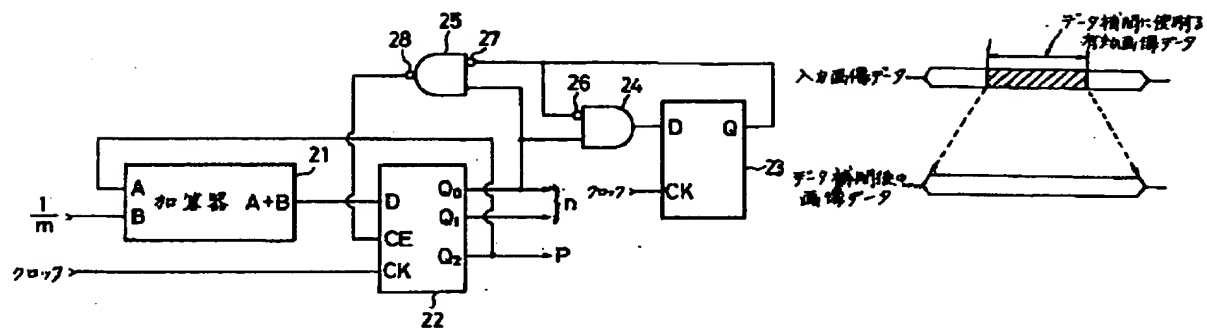 28
25
27
26
24
D
Q
23
クロック
CK
21
A
B
加算器
A+B
1/m
D
CE
CK
Q0
Q1
Q2
n
P
クロック
22
データ補間に使用する
有効画像データ
入力画像データ
データ補間後の
画像データ